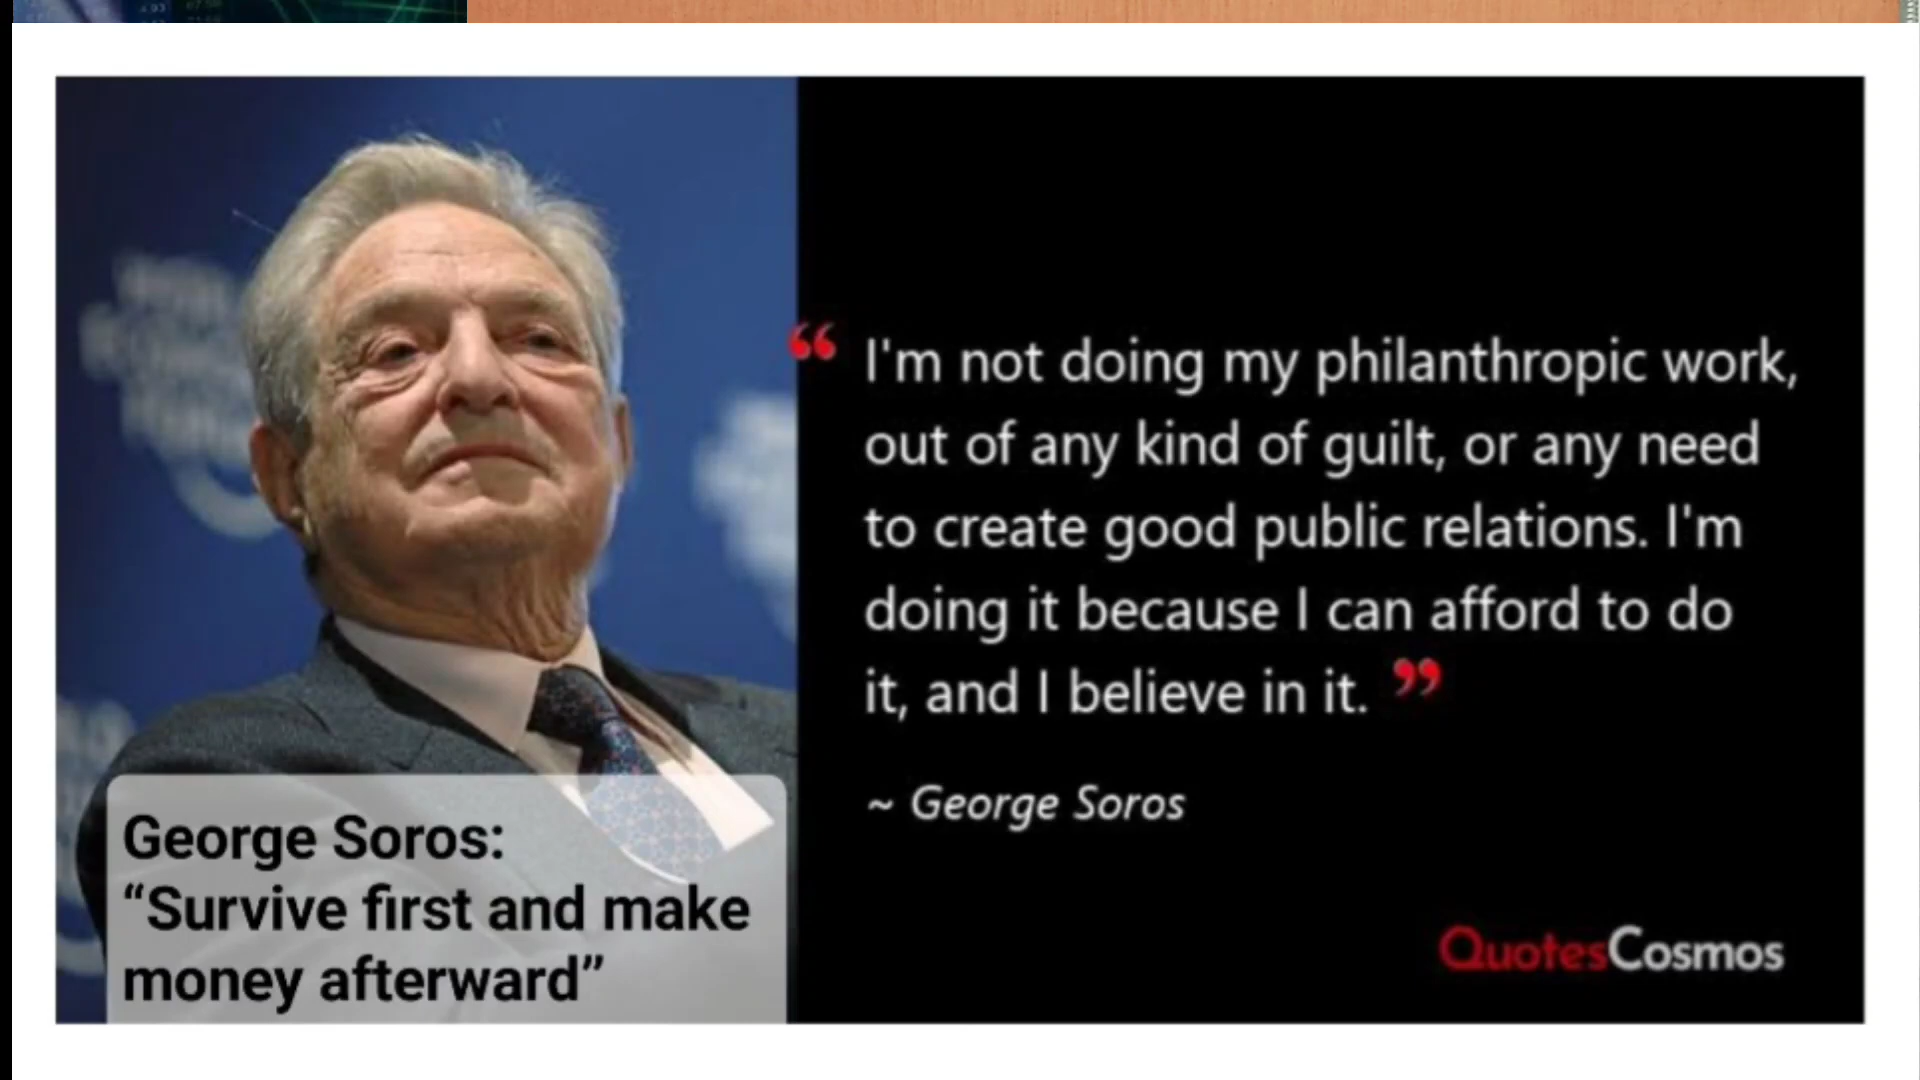 “ I'm not doing my philanthropic work,
out of any kind of guilt, or any need
to create good public relations. I'm
doing it because I can afford to do
it, and I believe in it. ”
~ George Soros
George Soros:
“Survive first and make
money afterward”
QuotesCosmos